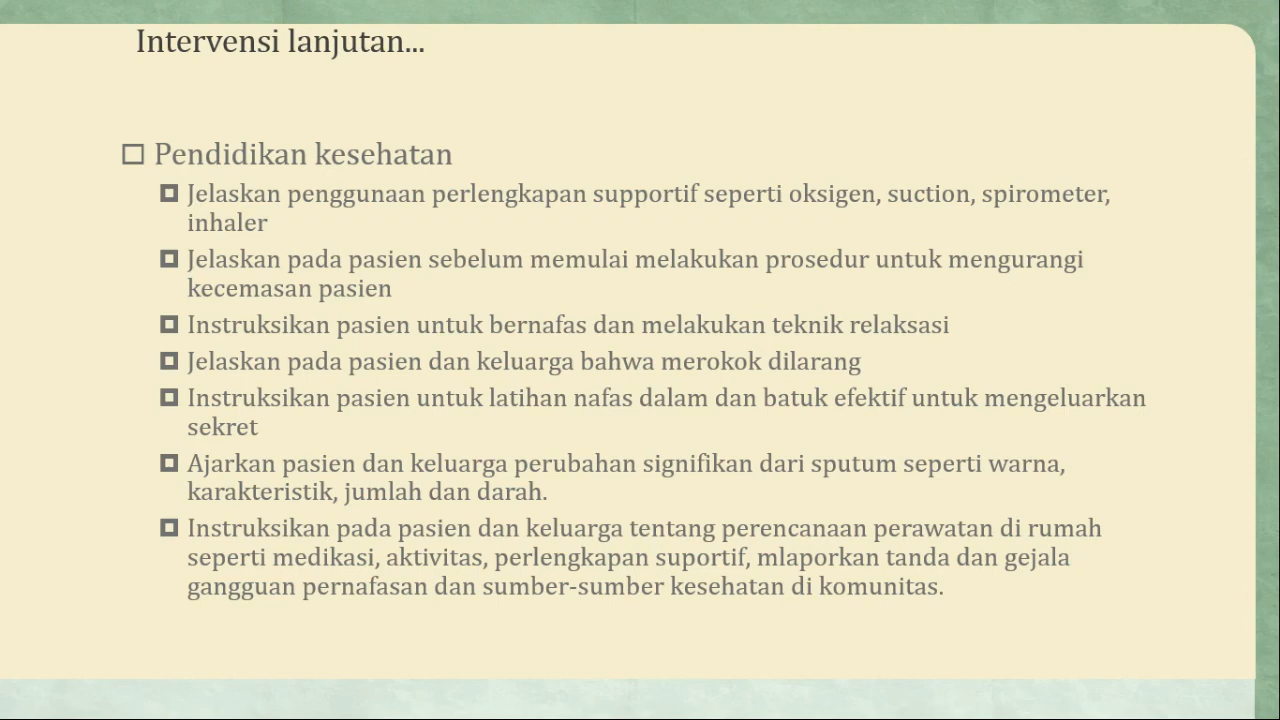 Intervensi lanjutan...
Pendidikan kesehatan
Jelaskan penggunaan perlengkapan supportif seperti oksigen, suction, spirometer,
inhaler
Jelaskan pada pasien sebelum memulai melakukan prosedur untuk mengurangi
kecemasan pasien
Instruksikan pasien untuk bernafas dan melakukan teknik relaksasi
Jelaskan pada pasien dan keluarga bahwa merokok dilarang
Instruksikan pasien untuk latihan nafas dalam dan batuk efektif untuk mengeluarkan
sekret
Ajarkan pasien dan keluarga perubahan signifikan dari sputum seperti warna,
karakteristik, jumlah dan darah.
Instruksikan pada pasien dan keluarga tentang perencanaan perawatan di rumah
seperti medikasi, aktivitas, perlengkapan suportif, mlaporkan tanda dan gejala
gangguan pernafasan dan sumber-sumber kesehatan di komunitas.